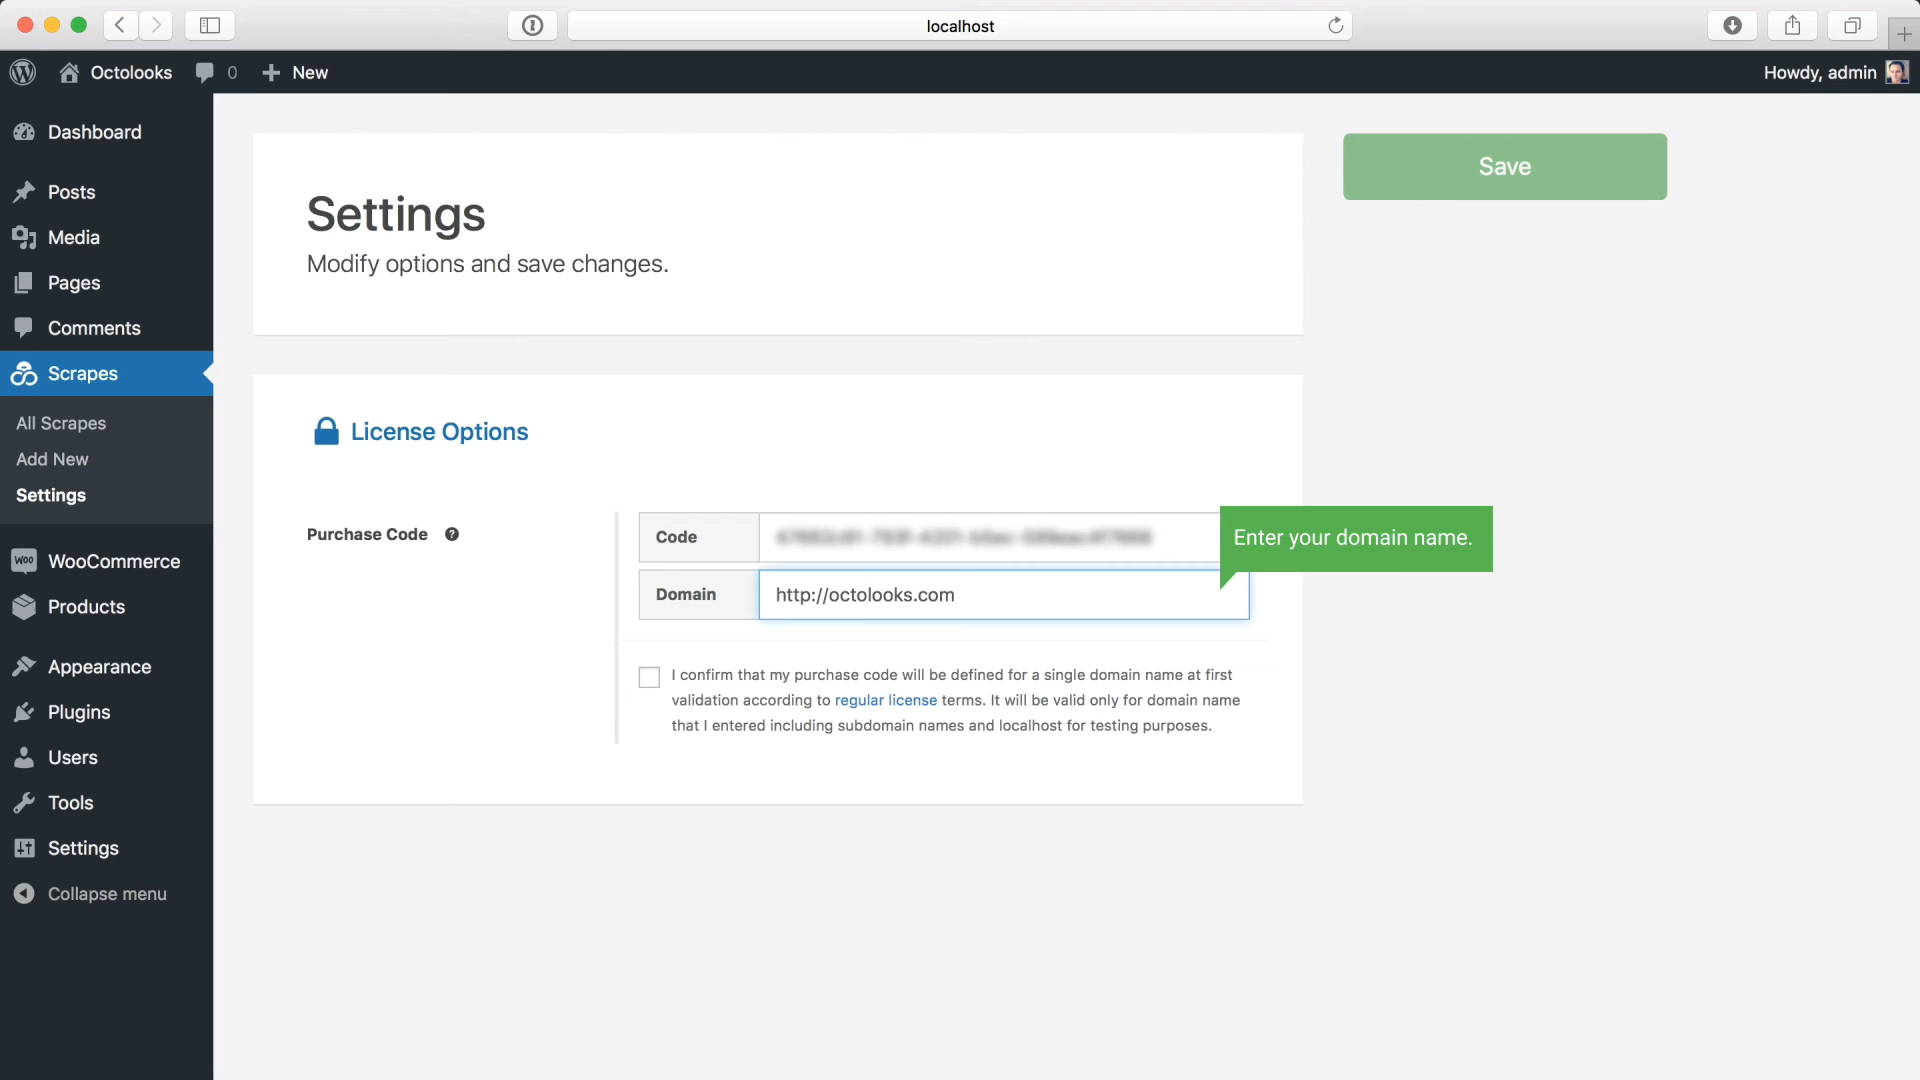 localhost
Octolooks
0
New
Howdy, admin
Dashboard
Posts
Media
Pages
Comments
Scrapes
All Scrapes
Add New
Settings
WooCommerce
Products
Appearance
Plugins
Users
Tools
Settings
Collapse menu
Settings
Modify options and save changes.
Save
License Options
Purchase Code
Code
Enter your domain name.
Domain
http://octolooks.com
I confirm that my purchase code will be defined for a single domain name at first
validation according to regular license terms. It will be valid only for domain name
that I entered including subdomain names and localhost for testing purposes.